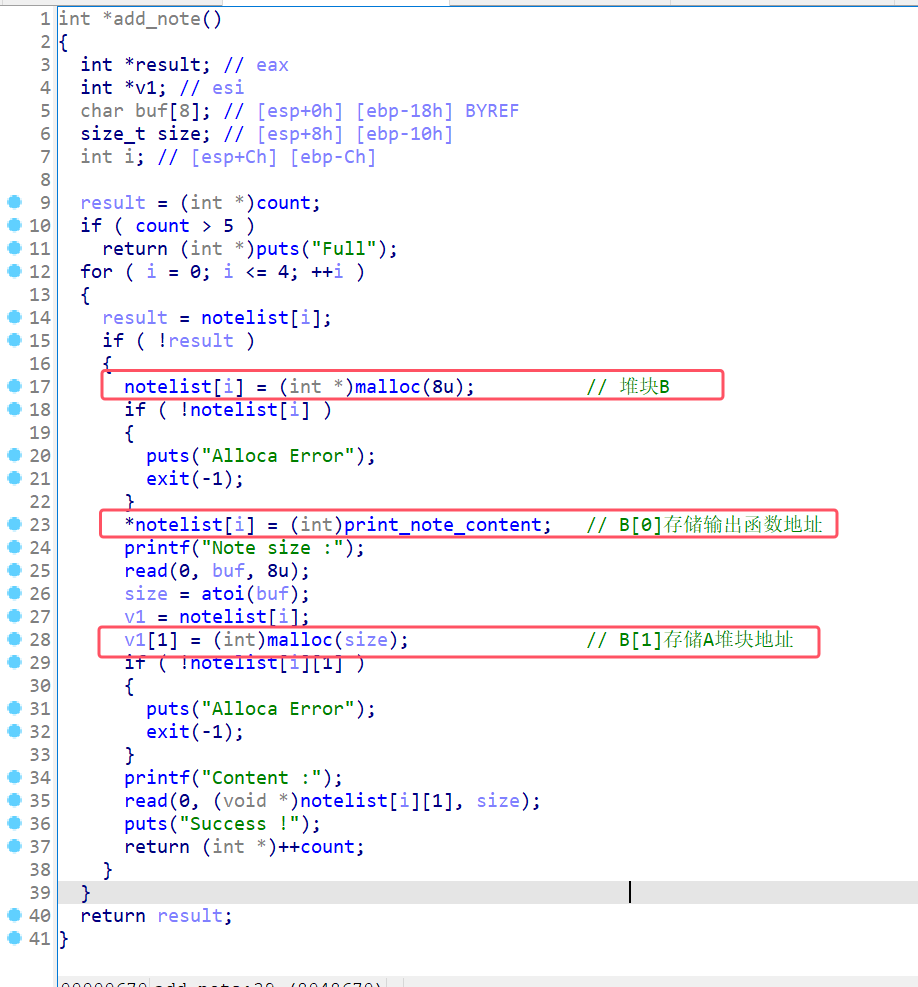 1 int *add_note()
2 {
3   int *result; // eax
4   int *v1; // esi
5   char buf[8]; // [esp+0h] [ebp-18h] BYREF
6   size_t size; // [esp+8h] [ebp-10h]
7   int i; // [esp+Ch] [ebp-Ch]
8
9   result = (int *)count;
10   if ( count > 5 )
11     return (int *)puts("Full");
12   for ( i = 0; i <= 4; ++i )
13   {
14     result = notelist[i];
15     if ( !result )
16     {
17       notelist[i] = (int *)malloc(8u);          // 堆块B
18       if ( !notelist[i] )
19       {
20         puts("Alloca Error");
21         exit(-1);
22       }
23       *notelist[i] = (int)print_note_content;   // B[0]存储输出函数地址
24       printf("Note size :");
25       read(0, buf, 8u);
26       size = atoi(buf);
27       v1 = notelist[i];
28       v1[1] = (int)malloc(size);                // B[1]存储A堆块地址
29       if ( !notelist[i][1] )
30       {
31         puts("Alloca Error");
32         exit(-1);
33       }
34       printf("Content :");
35       read(0, (void *)notelist[i][1], size);
36       puts("Success !");
37       return (int *)++count;
38     }
39   }
40   return result;
41 }